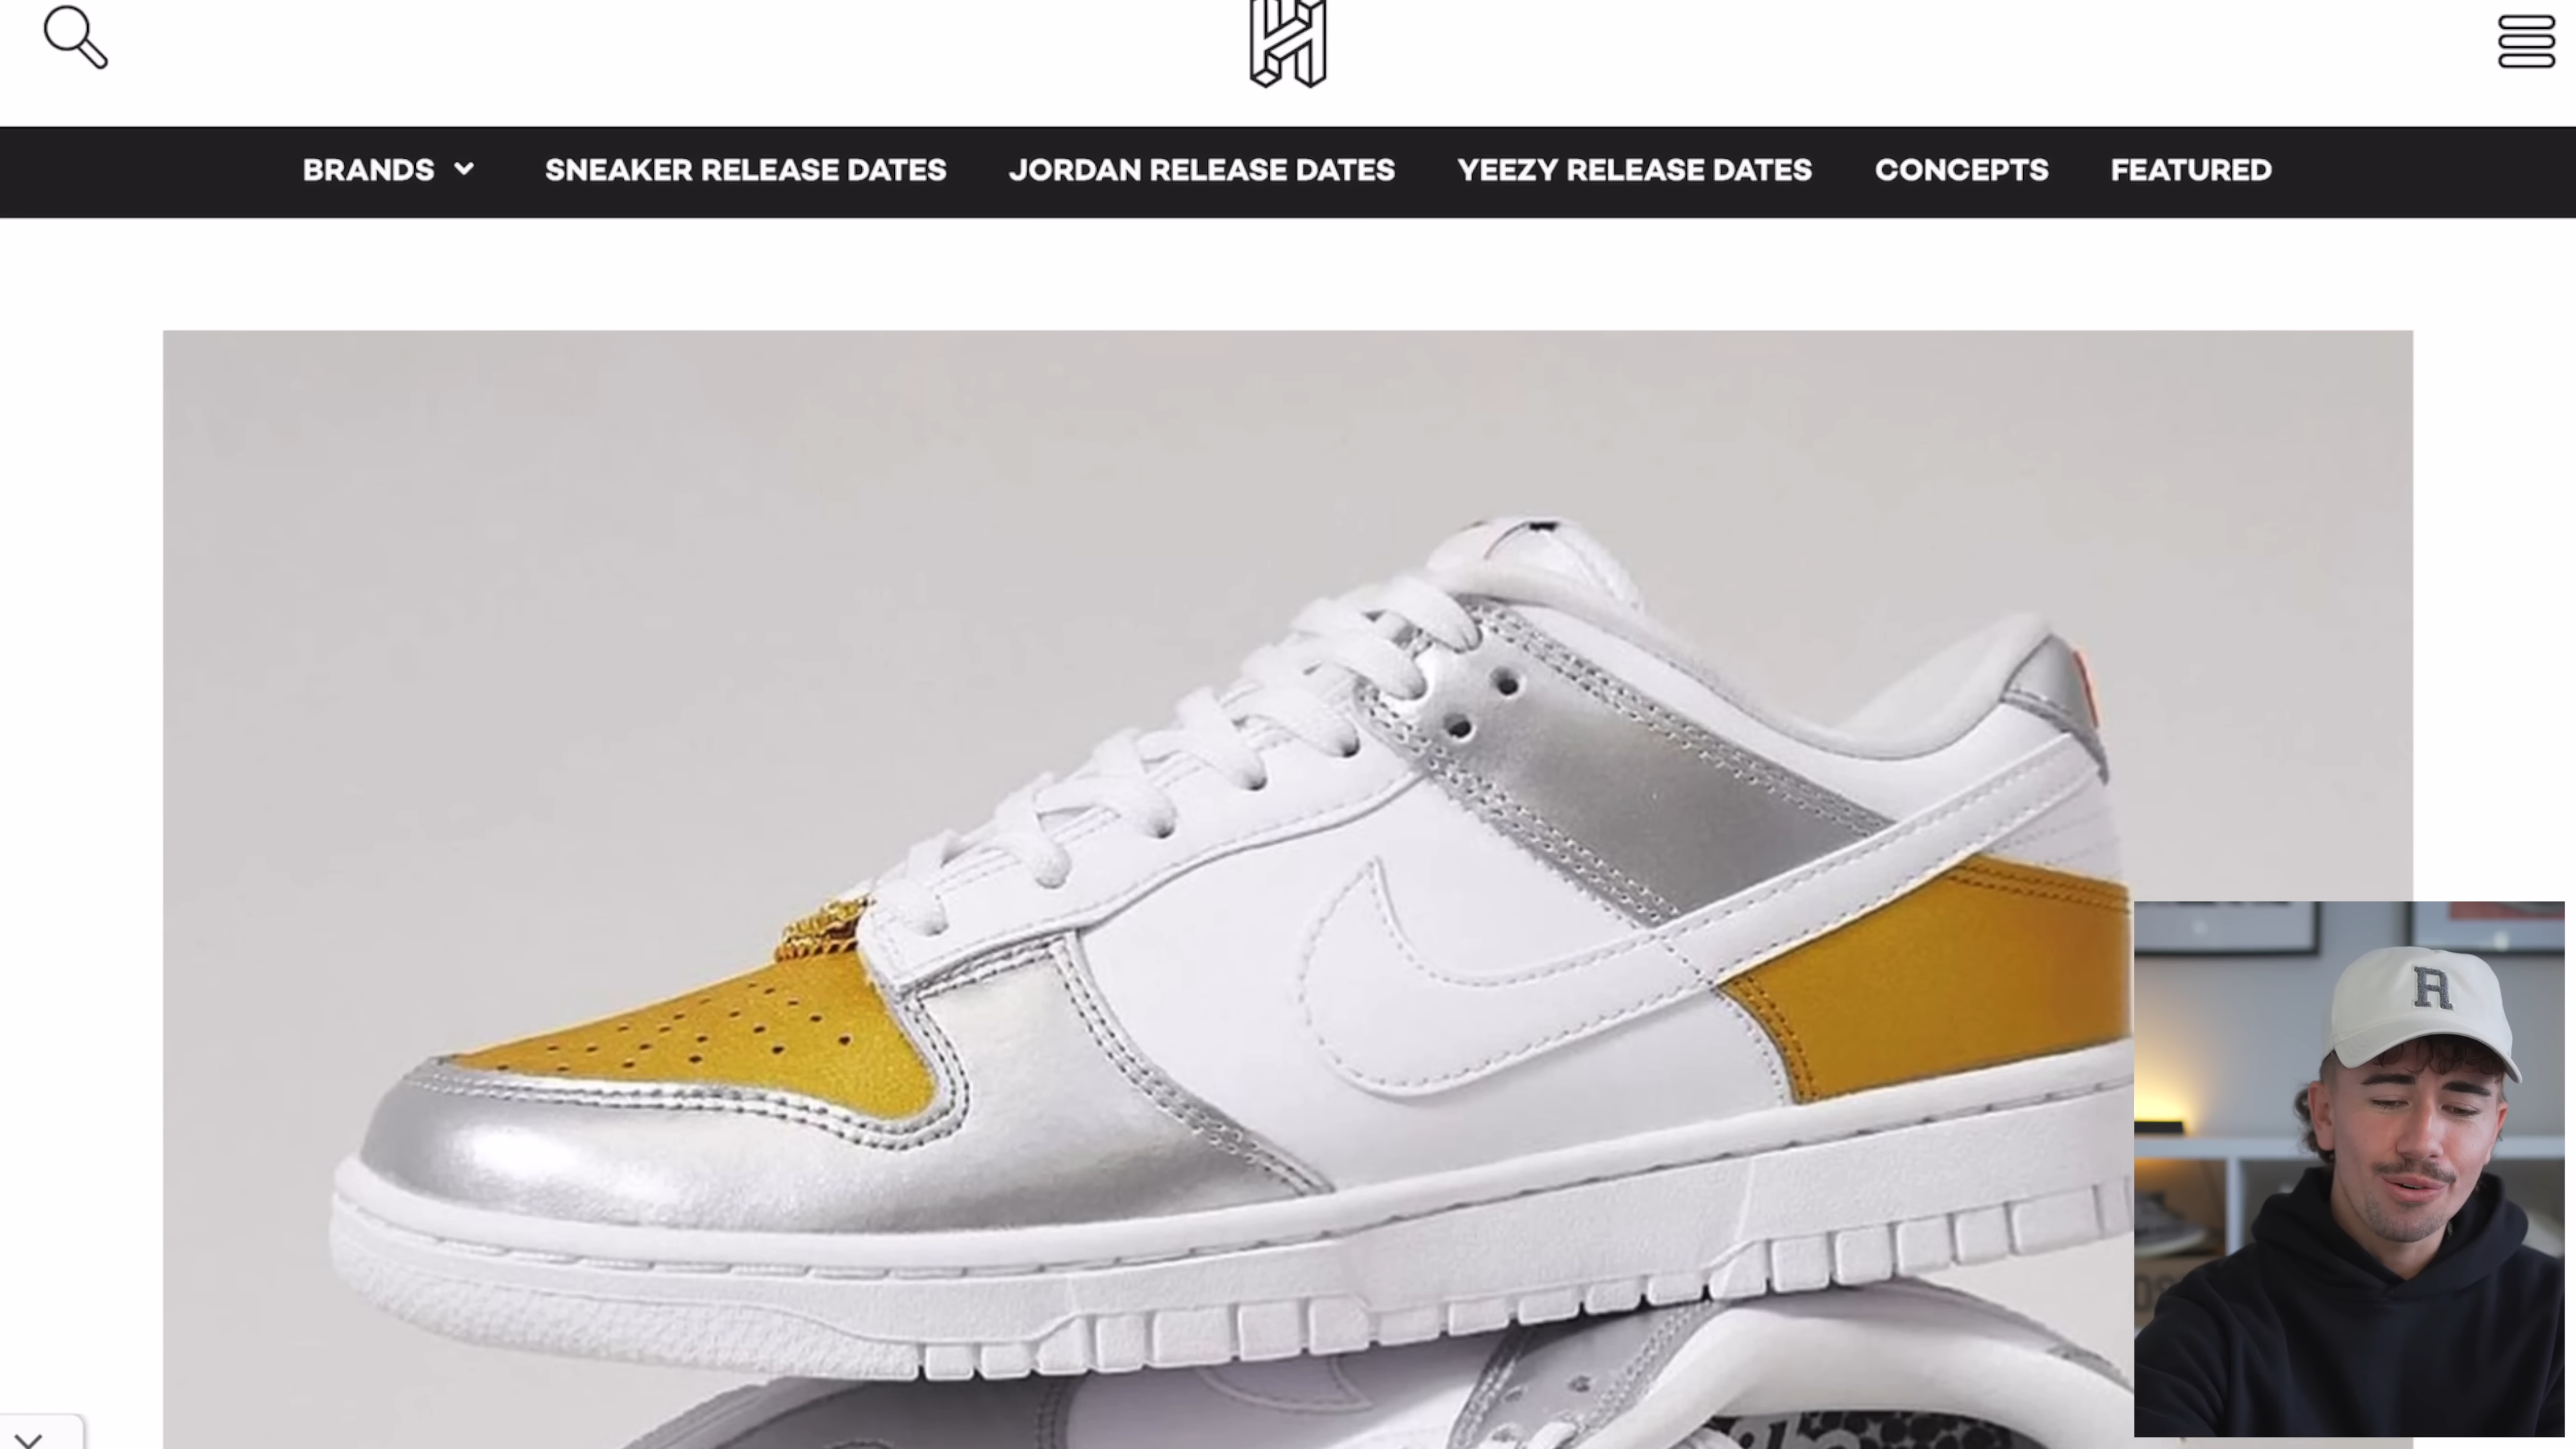 H
BRANDS
SNEAKER RELEASE DATES
JORDAN RELEASE DATES
YEEZY RELEASE DATES
CONCEPTS
FEATURED
R